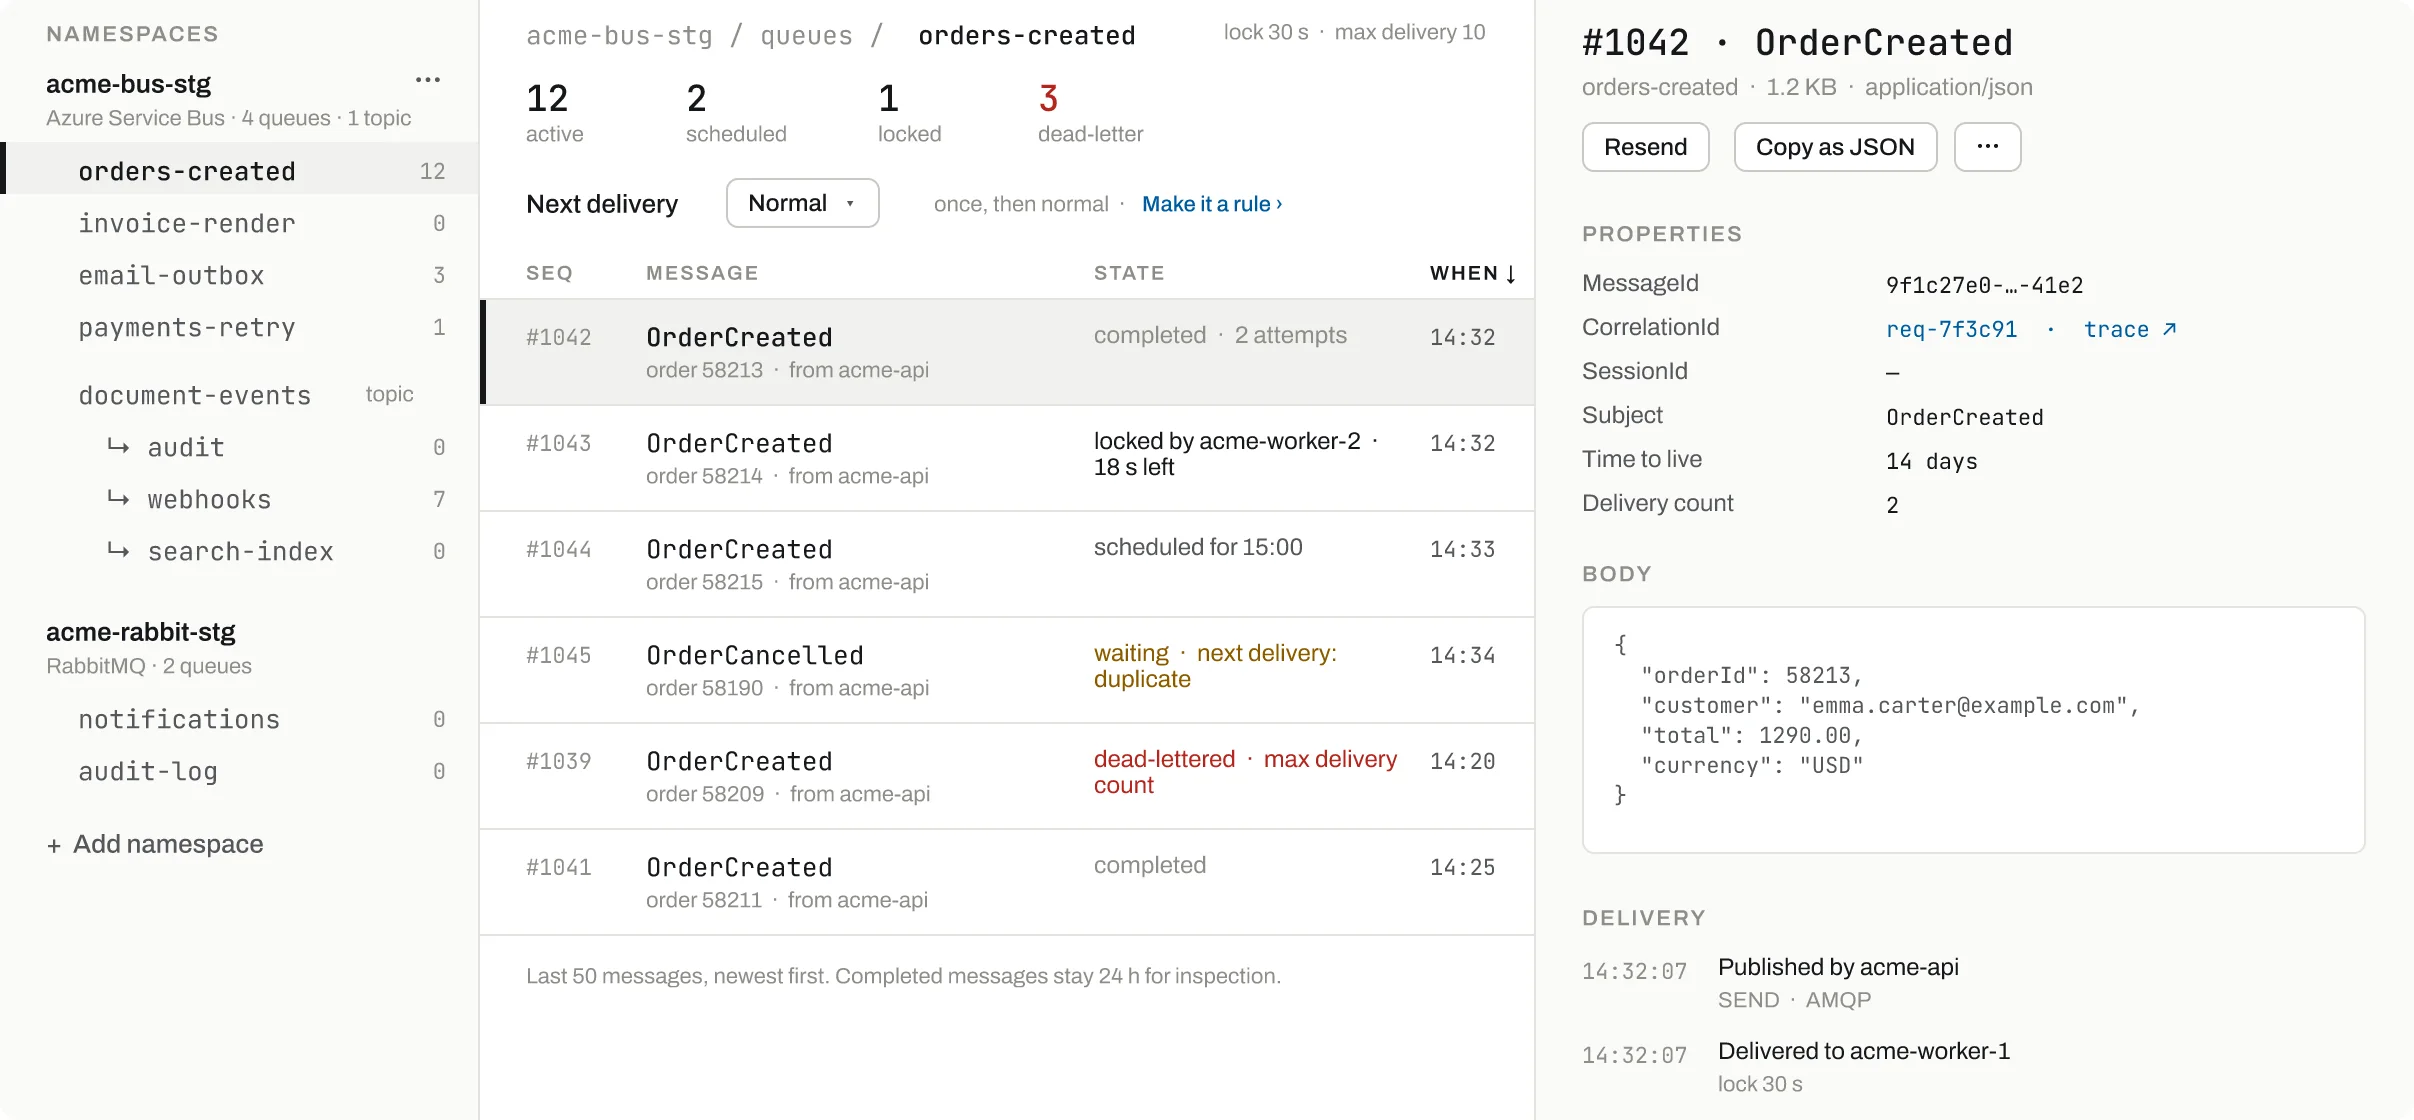 NAMESPACES
acme-bus-stg ···
Azure Service Bus · 4 queues · 1 topic
orders-created 12
invoice-render 0
email-outbox 3
payments-retry 1
document-events topic
↳ audit 0
↳ webhooks 7
↳ search-index 0
acme-rabbit-stg
RabbitMQ · 2 queues
notifications 0
audit-log 0
+ Add namespace
acme-bus-stg / queues / orders-created lock 30 s · max delivery 10
12 2 1 3
active scheduled locked dead-letter
Next delivery Normal ▾ once, then normal · Make it a rule ›
SEQ MESSAGE STATE WHEN ↓
#1042 OrderCreated completed · 2 attempts 14:32
order 58213 · from acme-api
#1043 OrderCreated locked by acme-worker-2 · 14:32
order 58214 · from acme-api 18 s left
#1044 OrderCreated scheduled for 15:00 14:33
order 58215 · from acme-api
#1045 OrderCancelled waiting · next delivery: 14:34
order 58190 · from acme-api duplicate
#1039 OrderCreated dead-lettered · max delivery 14:20
order 58209 · from acme-api count
#1041 OrderCreated completed 14:25
order 58211 · from acme-api
Last 50 messages, newest first. Completed messages stay 24 h for inspection.
#1042 · OrderCreated
orders-created · 1.2 KB · application/json
Resend Copy as JSON ···
PROPERTIES
MessageId 9f1c27e0-…-41e2
CorrelationId req-7f3c91 · trace ↗
SessionId –
Subject OrderCreated
Time to live 14 days
Delivery count 2
BODY
{
"orderId": 58213,
"customer": "emma.carter@example.com",
"total": 1290.00,
"currency": "USD"
}
DELIVERY
14:32:07 Published by acme-api
SEND · AMQP
14:32:07 Delivered to acme-worker-1
lock 30 s